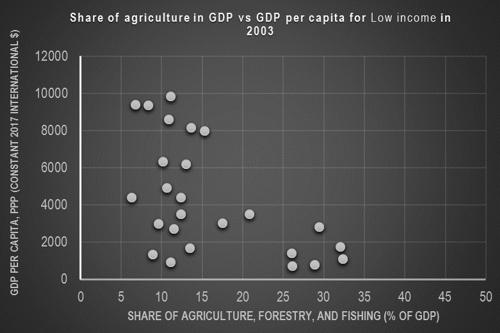 Share of agriculture in GDP vs GDP per capita for Low income in
2003
GDP PER CAPITA, PPP (CONSTANT 2017 INTERNATIONAL $)
12000
10000
8000
6000
4000
2000
0
0 5 10 15 20 25 30 35 40 45 50
SHARE OF AGRICULTURE, FORESTRY, AND FISHING (% OF GDP)